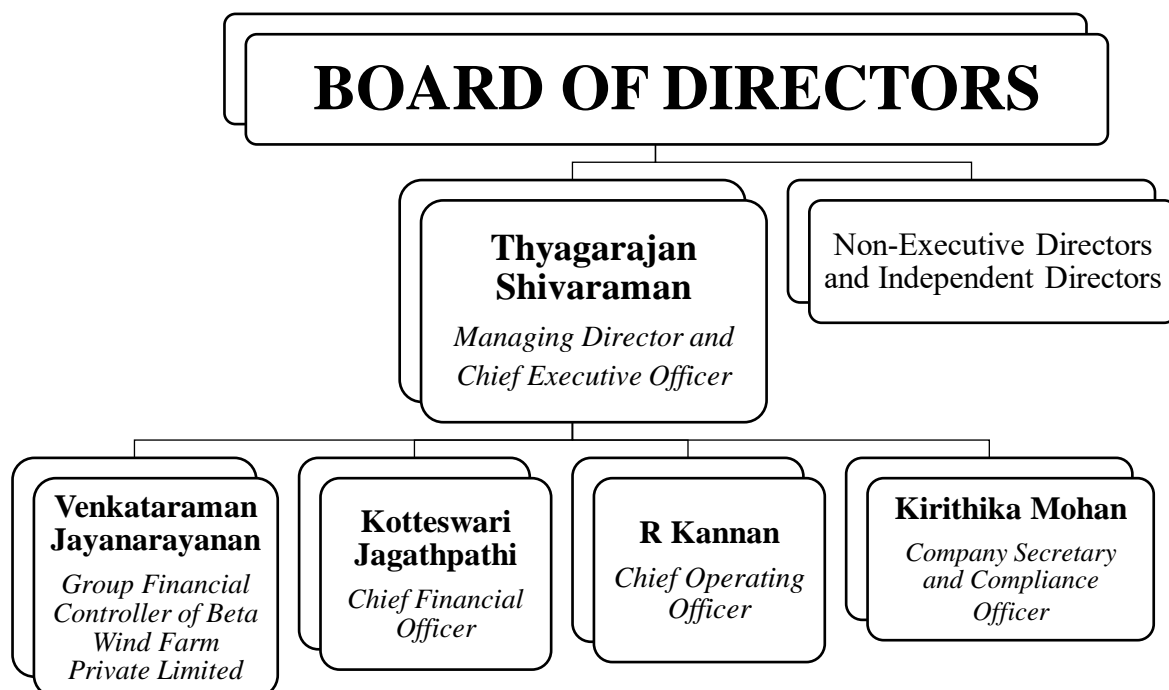 BOARD OF DIRECTORS
Thyagarajan
Shivaraman
Managing Director and
Chief Executive Officer
Non-Executive Directors
and Independent Directors
Venkataraman
Jayanarayanan
Group Financial
Controller of Beta
Wind Farm
Private Limited
Kotteswari
Jagathpathi
Chief Financial
Officer
R Kannan
Chief Operating
Officer
Kirithika Mohan
Company Secretary
and Compliance
Officer